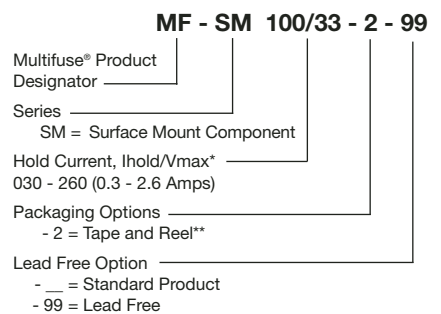 MF - SM 100/33 - 2 - 99
Multifuse® Product
Designator
Series
SM = Surface Mount Component
Hold Current, Ihold/Vmax*
030 - 260 (0.3 - 2.6 Amps)
Packaging Options
- 2 = Tape and Reel**
Lead Free Option
- __ = Standard Product
- 99 = Lead Free